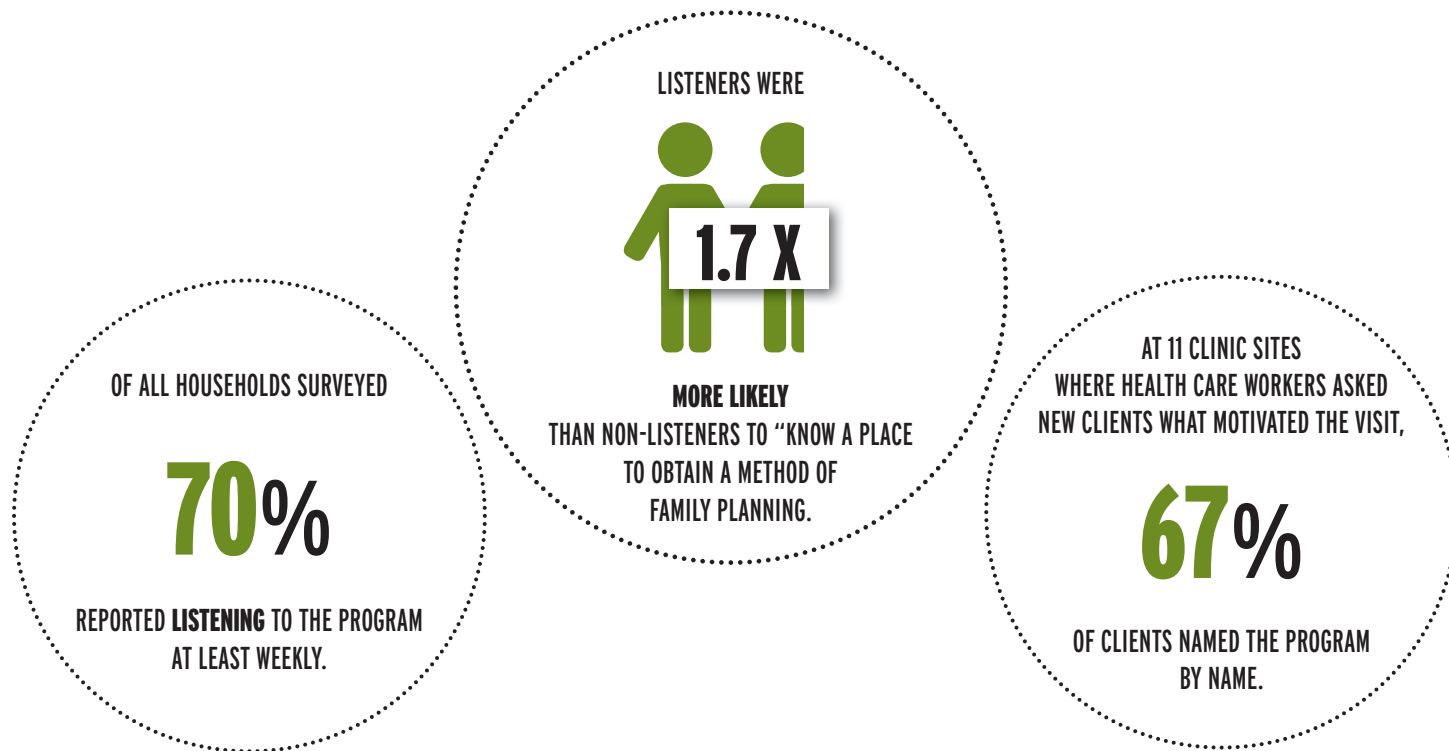 OF ALL HOUSEHOLDS SURVEYED
70%
REPORTED LISTENING TO THE PROGRAM
AT LEAST WEEKLY.
LISTENERS WERE
1.7 X
MORE LIKELY
THAN NON-LISTENERS TO “KNOW A PLACE
TO OBTAIN A METHOD OF
FAMILY PLANNING.
AT 11 CLINIC SITES
WHERE HEALTH CARE WORKERS ASKED
NEW CLIENTS WHAT MOTIVATED THE VISIT,
67%
OF CLIENTS NAMED THE PROGRAM
BY NAME.